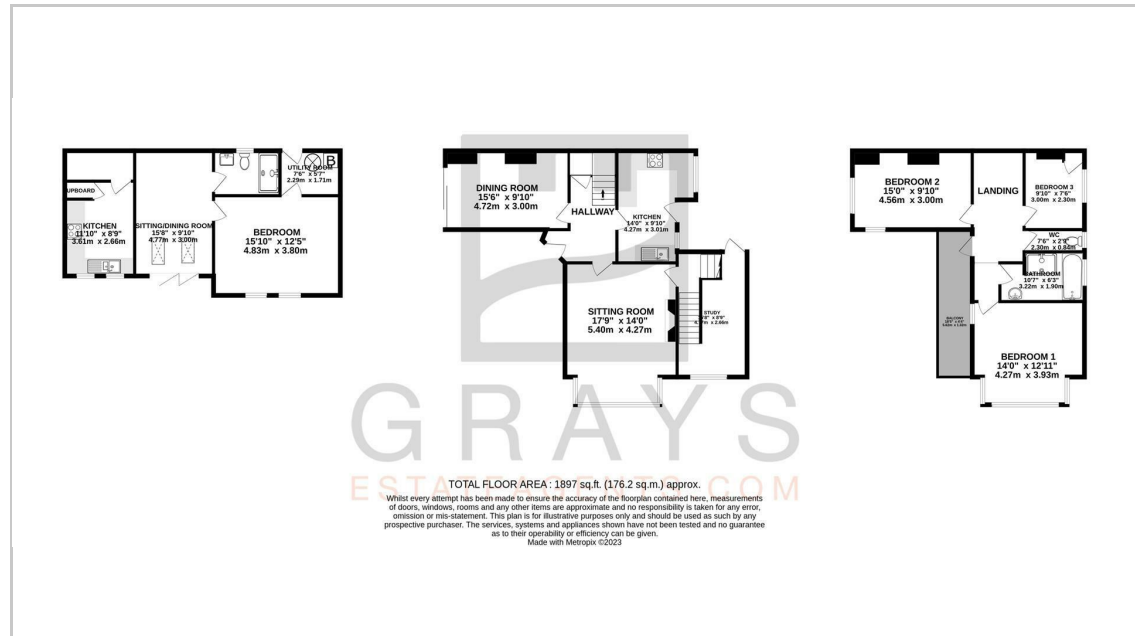 UPBOARD
KITCHEN
11'10" x 8'9"
3.61m x 2.66m
SITTING/DINING ROOM
15'8" x 9'10"
4.77m x 3.00m
UTILITY ROOM
7'6" x 5'7"
2.29m x 1.71m
B
BEDROOM
15'10" x 12'5"
4.83m x 3.80m
DINING ROOM
15'6" x 9'10"
4.72m x 3.00m
HALLWAY
KITCHEN
14'0" x 9'10"
4.27m x 3.01m
SITTING ROOM
17'9" x 14'0"
5.40m x 4.27m
STUDY
BEDROOM 2
15'0" x 9'10"
4.56m x 3.00m
LANDING
BEDROOM 3
9'10" x 7'6"
3.00m x 2.30m
WC
7'6" x 2'9"
2.30m x 0.84m
BATHROOM
10'7" x 6'3"
3.22m x 1.90m
BALCONY
BEDROOM 1
14'0" x 12'11"
4.27m x 3.93m
GRAYS
ESTATEAGENTS.COM
TOTAL FLOOR AREA : 1897 sq.ft. (176.2 sq.m.) approx.
Whilst every attempt has been made to ensure the accuracy of the floorplan contained here, measurements
of doors, windows, rooms and any other items are approximate and no responsibility is taken for any error,
omission or mis-statement. This plan is for illustrative purposes only and should be used as such by any
prospective purchaser. The services, systems and appliances shown have not been tested and no guarantee
as to their operability or efficiency can be given.
Made with Metropix ©2023